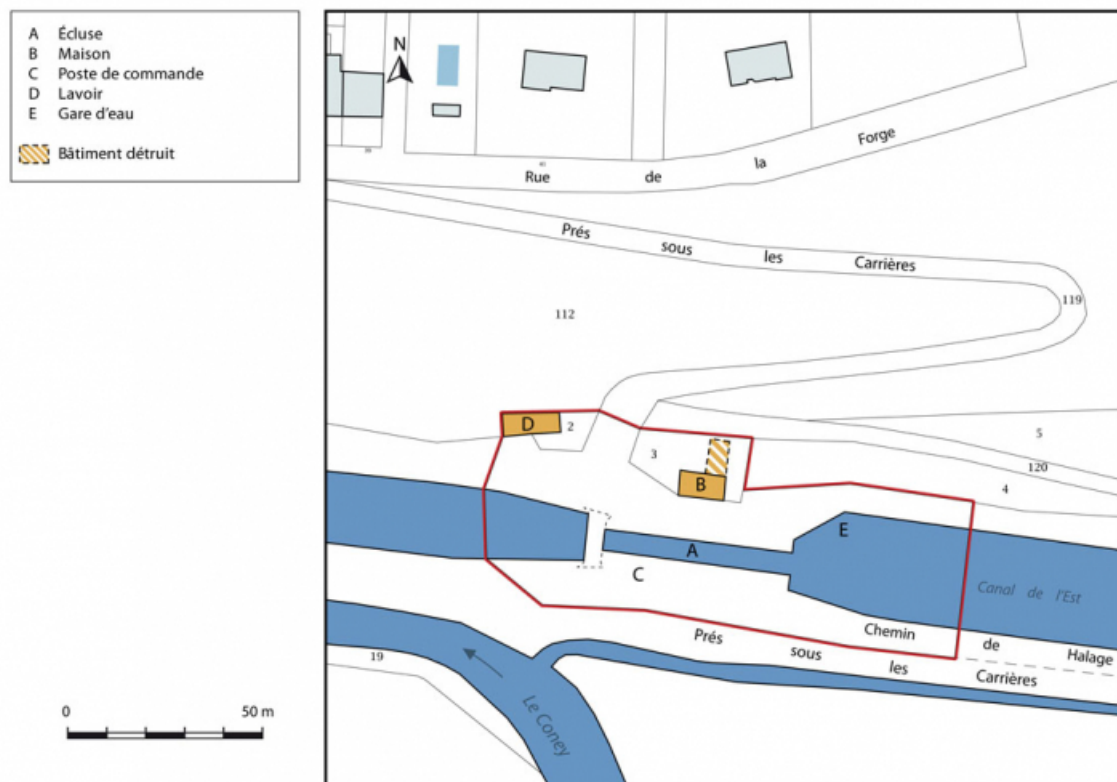 A Écluse
B Maison
C Poste de commande
D Lavoir
E Gare d'eau
Bâtiment détruit
N
Rue de la Forge
Prés sous les Carrières
119
112
D
2
3
B
5
120
4
E
A
C
Canal de l'Est
Chemin de Halage
Prés sous les Carrières
19
Le Coney
0 50 m